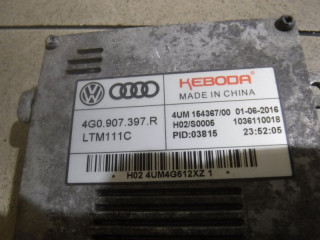 KEBODA
MADE IN CHINA
4G0.907.397.R
LTM111C
4UM 154367/00 01-06-2016
H02/S0005 1036110018
PID:03815 23:52:05
H02 4UM4G612XZ 1